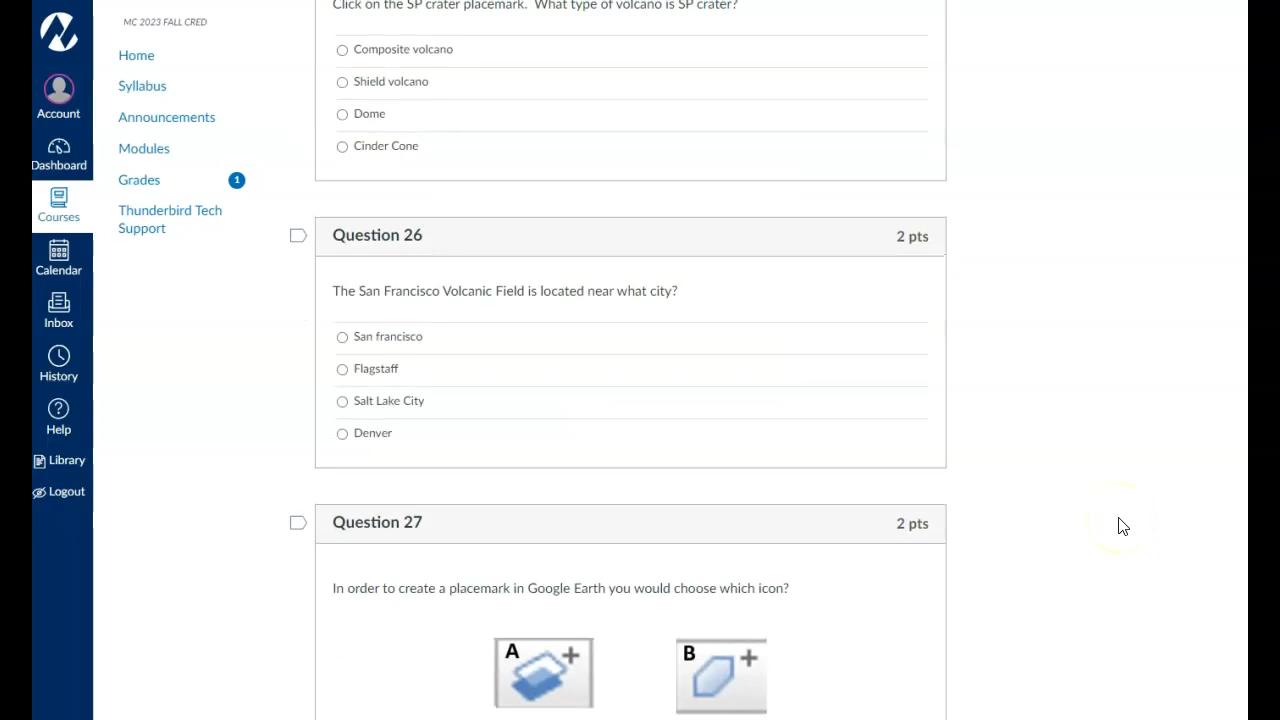 MC 2023 FALL CRED
Home
Syllabus
Announcements
Modules
Grades 1
Thunderbird Tech
Support
Account
Dashboard
Courses
Calendar
Inbox
History
Help
Library
Logout
Click on the SP crater placemark. What type of volcano is SP crater?
Composite volcano
Shield volcano
Dome
Cinder Cone
Question 26 2 pts
The San Francisco Volcanic Field is located near what city?
San francisco
Flagstaff
Salt Lake City
Denver
Question 27 2 pts
In order to create a placemark in Google Earth you would choose which icon?
A B